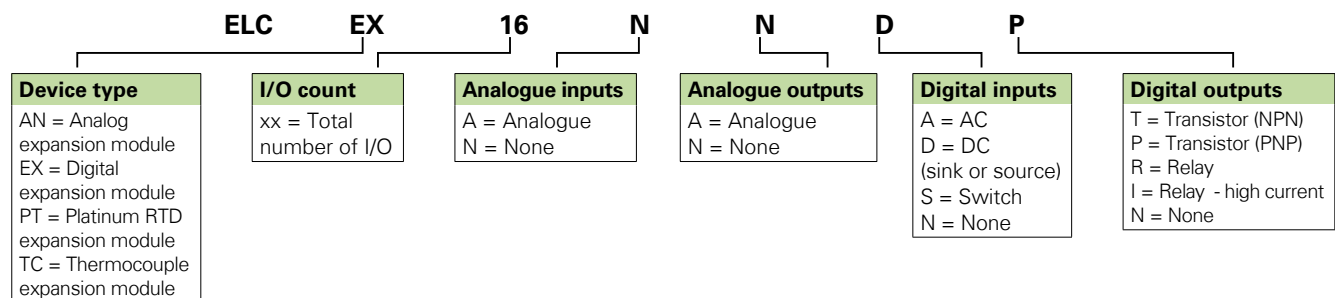 ELC EX 16 N N D P
Device type
AN = Analog
expansion module
EX = Digital
expansion module
PT = Platinum RTD
expansion module
TC = Thermocouple
expansion module
I/O count
xx = Total
number of I/O
Analogue inputs
A = Analogue
N = None
Analogue outputs
A = Analogue
N = None
Digital inputs
A = AC
D = DC
(sink or source)
S = Switch
N = None
Digital outputs
T = Transistor (NPN)
P = Transistor (PNP)
R = Relay
I = Relay - high current
N = None